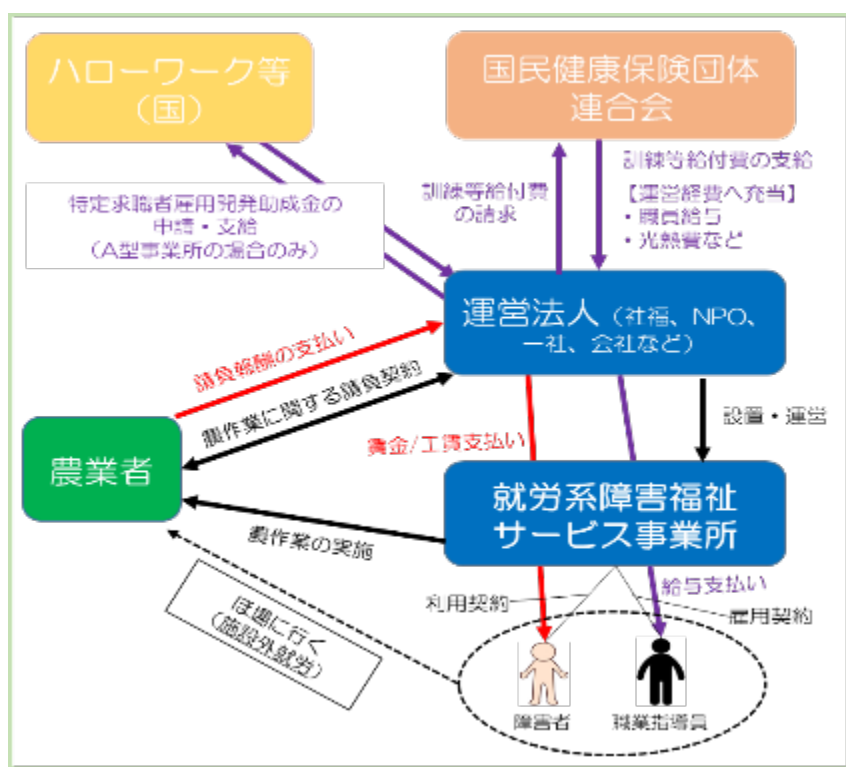 ハローワーク等
（国）
国民健康保険団体
連合会
特定求職者雇用開発助成金の
申請・支給
（A型事業所の場合のみ）
訓練等給付費
の請求
訓練等給付費の支給
【運営経費へ充当】
・職員給与
・光熱費など
運営法人（社福、NPO、
一社、会社など）
請負報酬の支払い
農作業に関する請負契約
農業者
賃金/工賃支払い
設置・運営
就労系障害福祉
サービス事業所
農作業の実施
ほ場に行く
（施設外就労）
利用契約
給与支払い
雇用契約
障害者
職業指導員